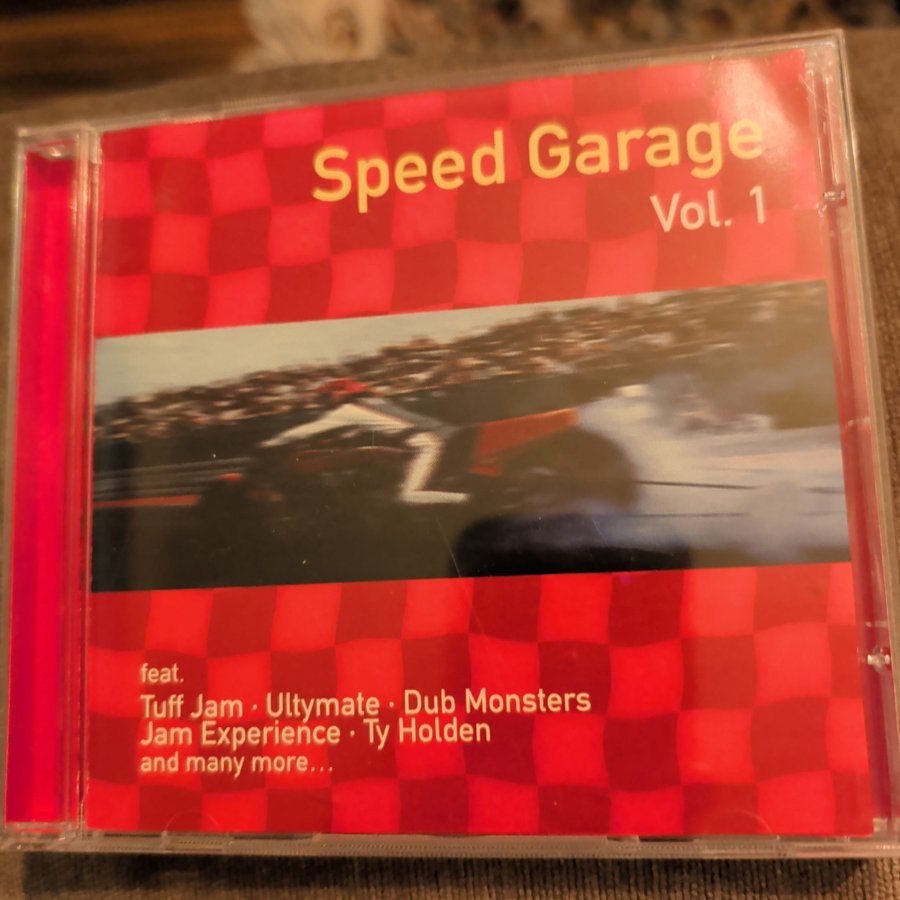 Speed Garage
Vol. 1
feat.
Tuff Jam · Ultymate · Dub Monsters
Jam Experience · Ty Holden
and many more...